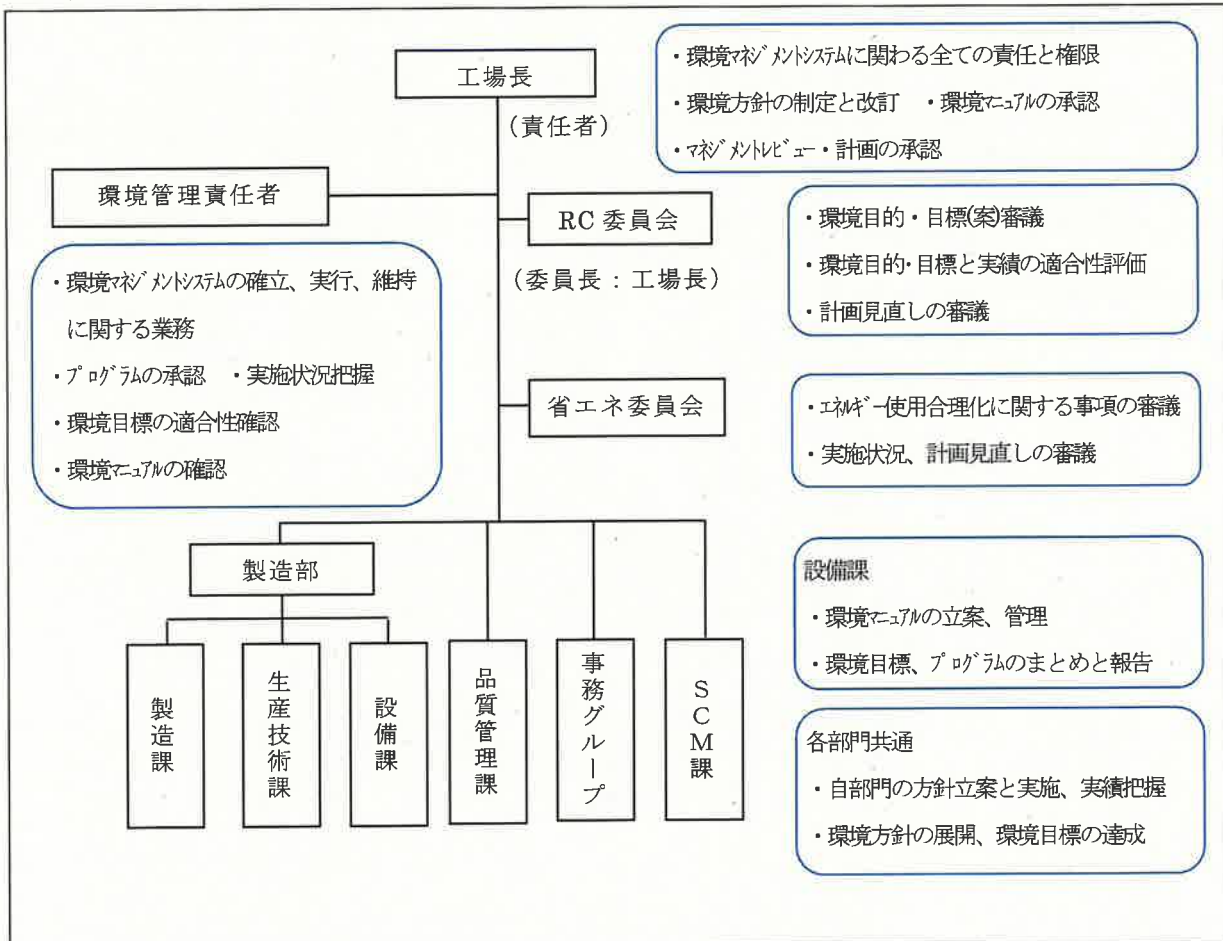 工場長
(責任者)
・環境ﾏﾈｼﾞﾒﾝﾄｼｽﾃﾑに関わる全ての責任と権限
・環境方針の制定と改訂 ・環境ﾏﾆｭｱﾙの承認
・ﾏﾈｼﾞﾒﾝﾄﾚﾋﾞｭｰ・計画の承認
環境管理責任者
・環境ﾏﾈｼﾞﾒﾝﾄｼｽﾃﾑの確立、実行、維持
に関する業務
・ﾌﾟﾛｸﾞﾗﾑの承認 ・実施状況把握
・環境目標の適合性確認
・環境ﾏﾆｭｱﾙの確認
RC委員会
(委員長:工場長)
・環境目的・目標(案)審議
・環境目的・目標と実績の適合性評価
・計画見直しの審議
省エネ委員会
・ｴﾈﾙｷﾞｰ使用合理化に関する事項の審議
・実施状況、計画見直しの審議
製造部
製造課
生産技術課
設備課
品質管理課
事務グループ
SCM課
設備課
・環境ﾏﾆｭｱﾙの立案、管理
・環境目標、ﾌﾟﾛｸﾞﾗﾑのまとめと報告
各部門共通
・自部門の方針立案と実施、実績把握
・環境方針の展開、環境目標の達成